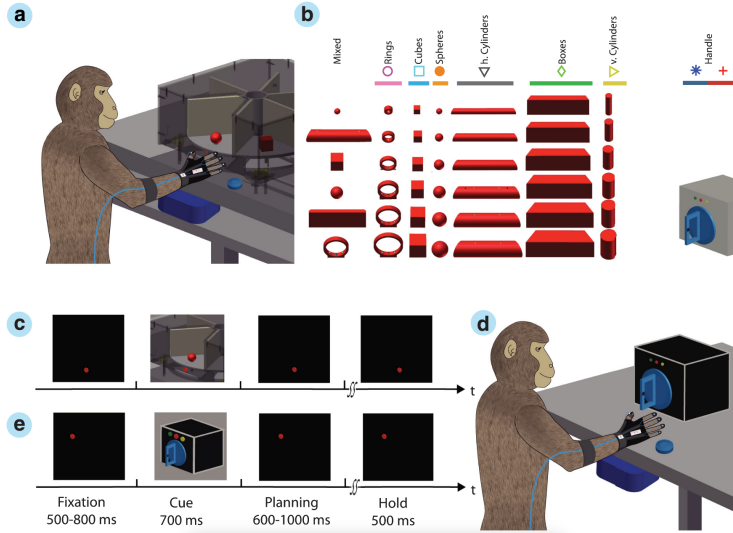 a
b
Mixed
Rings
Cubes
Spheres
h. Cylinders
Boxes
v. Cylinders
Handle
c
t
d
e
t
Fixation
500-800 ms
Cue
700 ms
Planning
600-1000 ms
Hold
500 ms